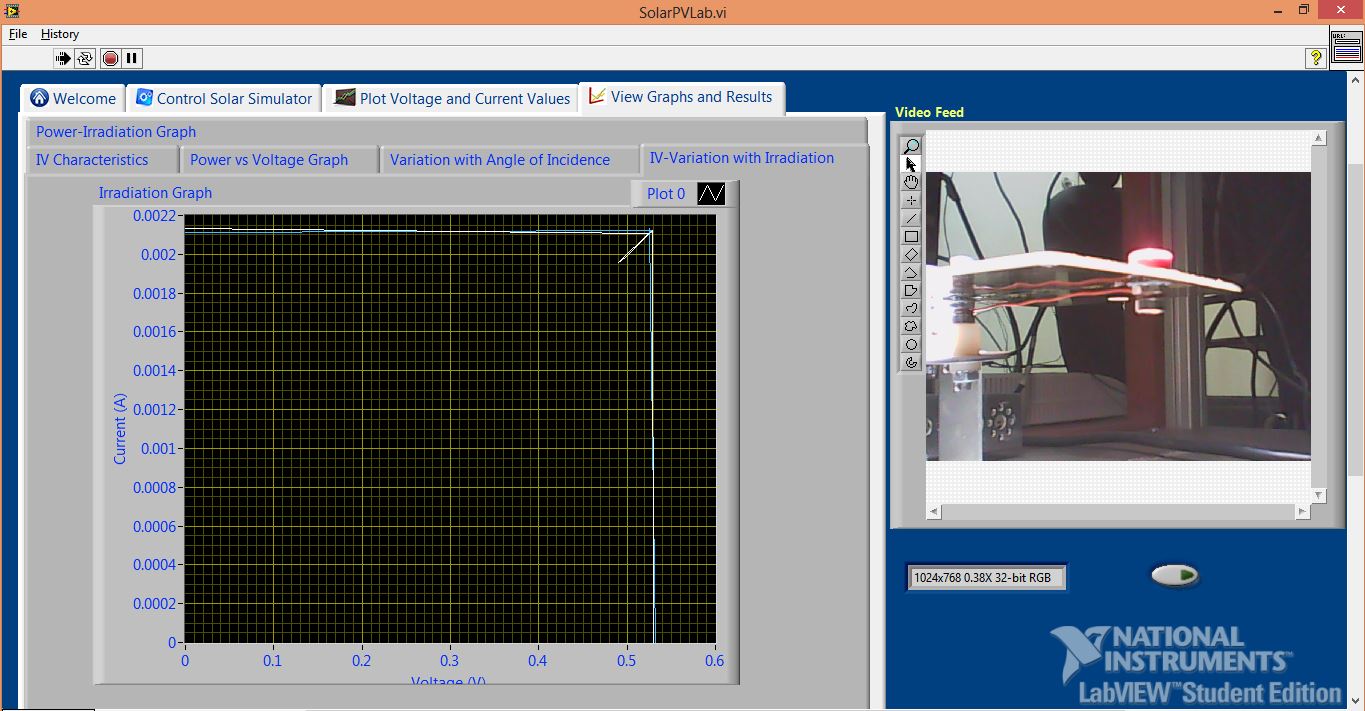 SolarPVLab.vi
File History
URL:
Welcome
Control Solar Simulator
Plot Voltage and Current Values
View Graphs and Results
Power-Irradiation Graph
IV Characteristics
Power vs Voltage Graph
Variation with Angle of Incidence
IV-Variation with Irradiation
Irradiation Graph
Plot 0
Current (A)
0.0022
0.002
0.0018
0.0016
0.0014
0.0012
0.001
0.0008
0.0006
0.0004
0.0002
0
0 0.1 0.2 0.3 0.4 0.5 0.6
Voltage (V)
Video Feed
1024x768 0.38X 32-bit RGB
NATIONAL
INSTRUMENTS™
LabVIEW™ Student Edition